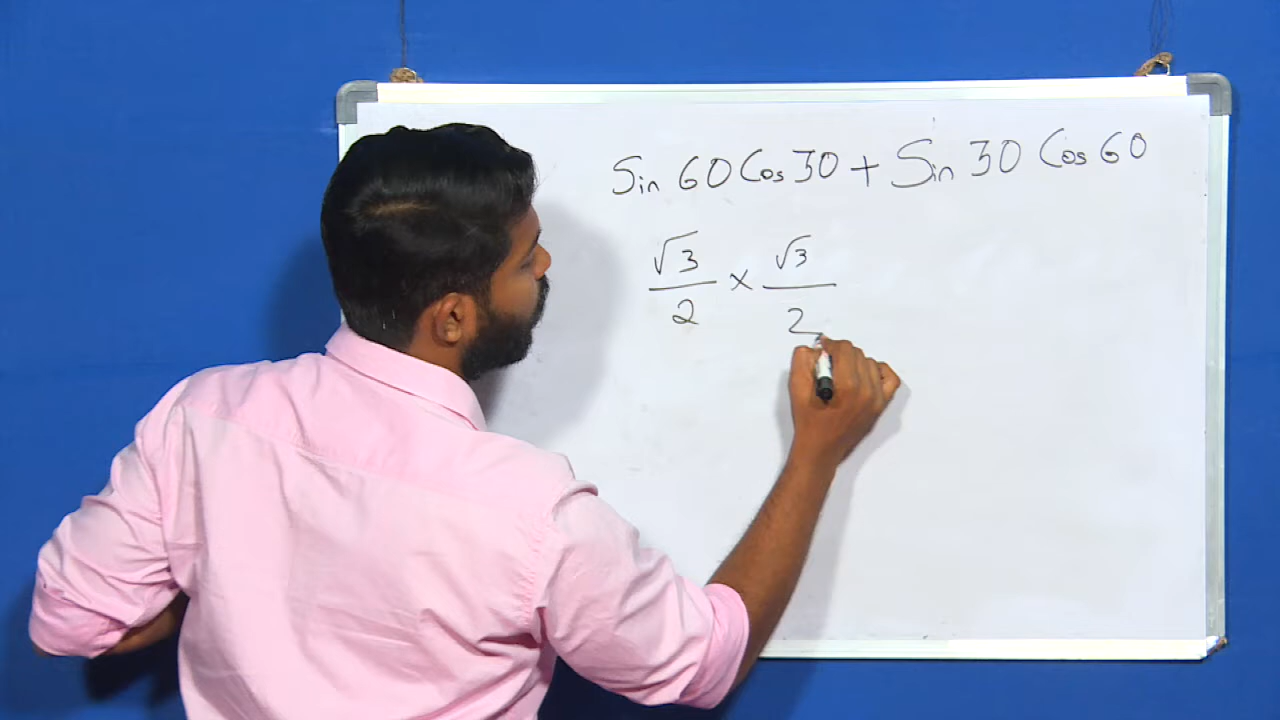 Sin 60 Cos 30 + Sin 30 Cos 60
√3/2 × √3/2